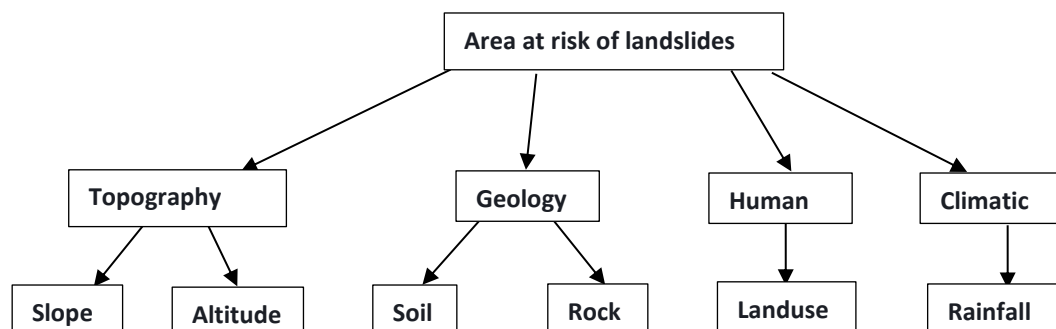 Area at risk of landslides
Topography
Geology
Human
Climatic
Slope
Altitude
Soil
Rock
Landuse
Rainfall